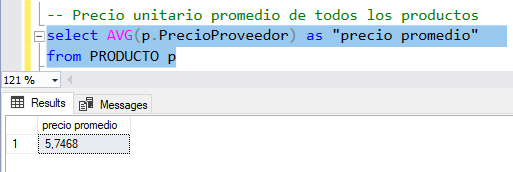 -- Precio unitario promedio de todos los productos
select AVG(p.PrecioProveedor) as "precio promedio"
from PRODUCTO p
121 %
Results Messages
precio promedio
1 5,7468